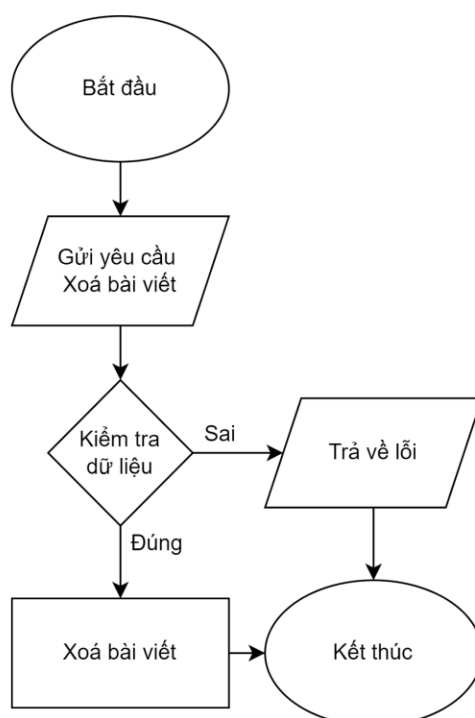 Bắt đầu
Gửi yêu cầu
Xoá bài viết
Kiểm tra
dữ liệu
Sai
Trả về lỗi
Đúng
Xoá bài viết
Kết thúc